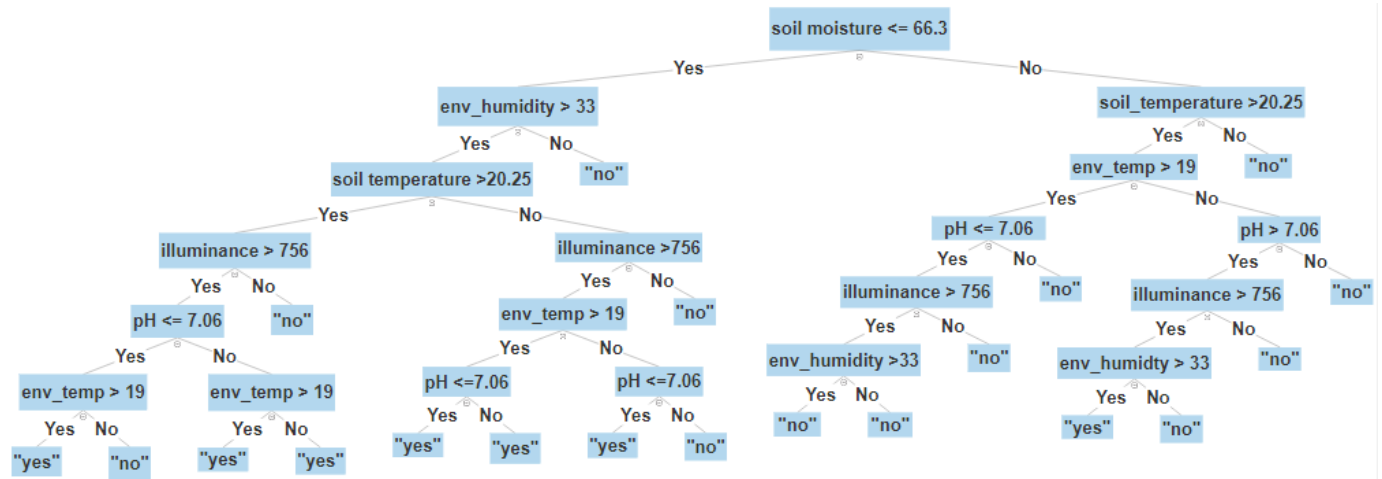 soil moisture <= 66.3
Yes
No
env_humidity > 33
soil_temperature >20.25
Yes
No
Yes
No
soil temperature >20.25
"no"
env_temp > 19
"no"
Yes
No
Yes
No
illuminance > 756
illuminance >756
pH <= 7.06
pH > 7.06
Yes
No
Yes
No
Yes
No
Yes
No
pH <= 7.06
"no"
env_temp > 19
"no"
illuminance > 756
"no"
illuminance > 756
"no"
Yes
No
Yes
No
Yes
No
Yes
No
env_temp > 19
env_temp > 19
pH <=7.06
pH <=7.06
env_humidity >33
"no"
env_humidty > 33
"no"
Yes
No
Yes
No
Yes
No
Yes
No
Yes
No
Yes
No
"yes"
"no"
"yes"
"yes"
"yes"
"yes"
"yes"
"no"
"no"
"no"
"yes"
"no"